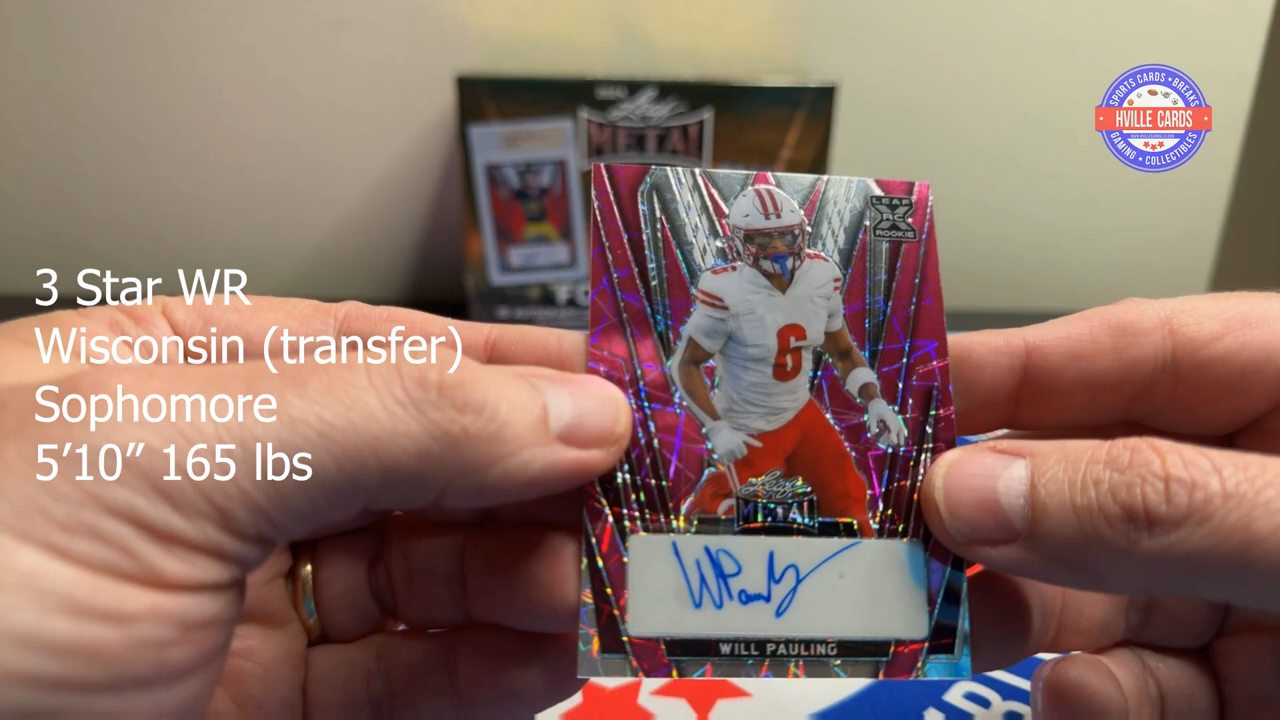 3 Star WR
Wisconsin (transfer)
Sophomore
5’10” 165 lbs
SPORTS CARDS • BREAKS
HVILLE CARDS
GAMING • COLLECTIBLES
Leaf
METAL
LEAF
RC
ROOKIE
6
Leaf
METAL
WPauly
WILL PAULING